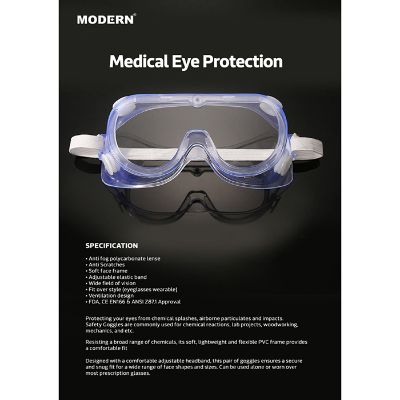 MODERN®
Medical Eye Protection
SPECIFICATION
• Anti fog polycarbonate lense
• Anti Scratches
• Soft face frame
• Adjustable elastic band
• Wide field of vision
• Fit over style (eyeglasses wearable)
• Ventilation design
• FDA, CE EN166 & ANSI Z87.1 Approval
Protecting your eyes from chemical splashes, airborne particulates and impacts.
Safety Goggles are commonly used for chemical reactions, lab projects, woodworking,
mechanics, and etc.
Resisting a broad range of chemicals, its soft, lightweight and flexible PVC frame provides
a comfortable fit
Designed with a comfortable adjustable headband, this pair of goggles ensures a secure
and snug fit for a wide range of face shapes and sizes. Can be used alone or worn over
most prescription glasses.